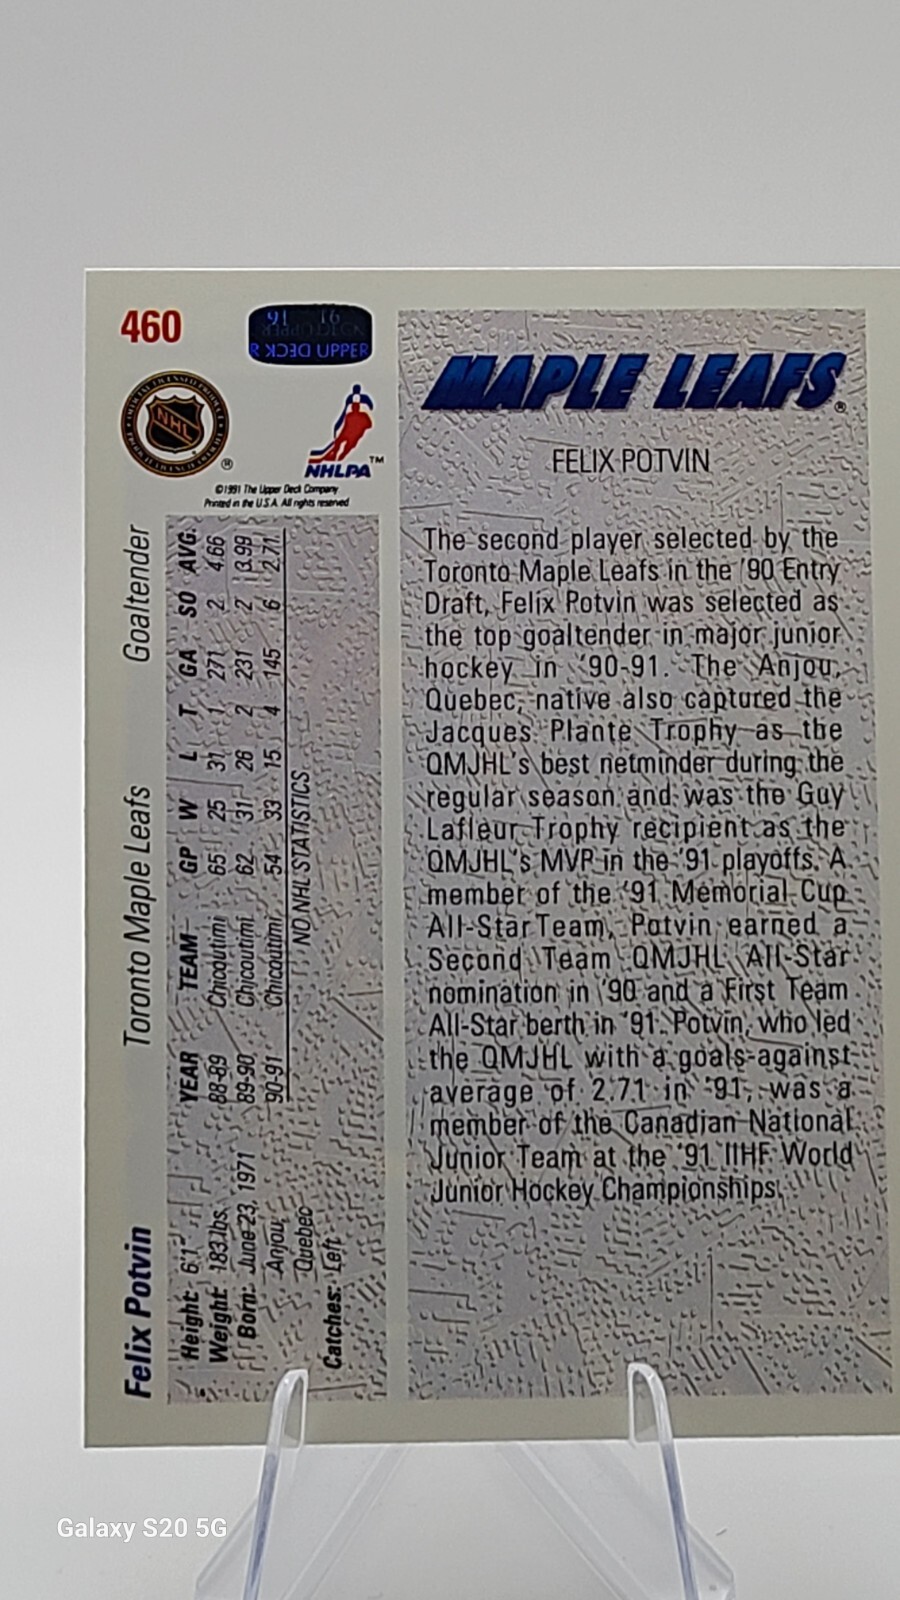 460
91 16
UPPER DECK UPPER
NHL
®
NHLPA™
©1991 The Upper Deck Company
Printed in the U.S.A. All rights reserved
MAPLE LEAFS®
FELIX POTVIN
The second player selected by the
Toronto Maple Leafs in the '90 Entry
Draft, Felix Potvin was selected as
the top goaltender in major junior
hockey in '90-91. The Anjou,
Quebec, native also captured the
Jacques Plante Trophy as the
QMJHL's best netminder during the
regular season and was the Guy
Lafleur Trophy recipient as the
QMJHL's MVP in the '91 playoffs. A
member of the '91 Memorial Cup
All-Star Team, Potvin earned a
Second Team QMJHL All-Star
nomination in '90 and a First Team
All-Star berth in '91. Potvin, who led
the QMJHL with a goals-against
average of 2.71 in '91, was a
member of the Canadian National
Junior Team at the '91 IIHF World
Junior Hockey Championships.
Felix Potvin Toronto Maple Leafs Goaltender
Height: 6'1"
Weight: 183 lbs.
Born: June 23, 1971
Anjou,
Quebec
Catches: Left
YEAR TEAM GP W L T GA SO AVG.
88-89 Chicoutimi 65 25 31 1 271 2 4.66
89-90 Chicoutimi 62 31 26 2 231 2 3.99
90-91 Chicoutimi 54 33 15 4 145 6 2.71
NO NHL STATISTICS
Galaxy S20 5G